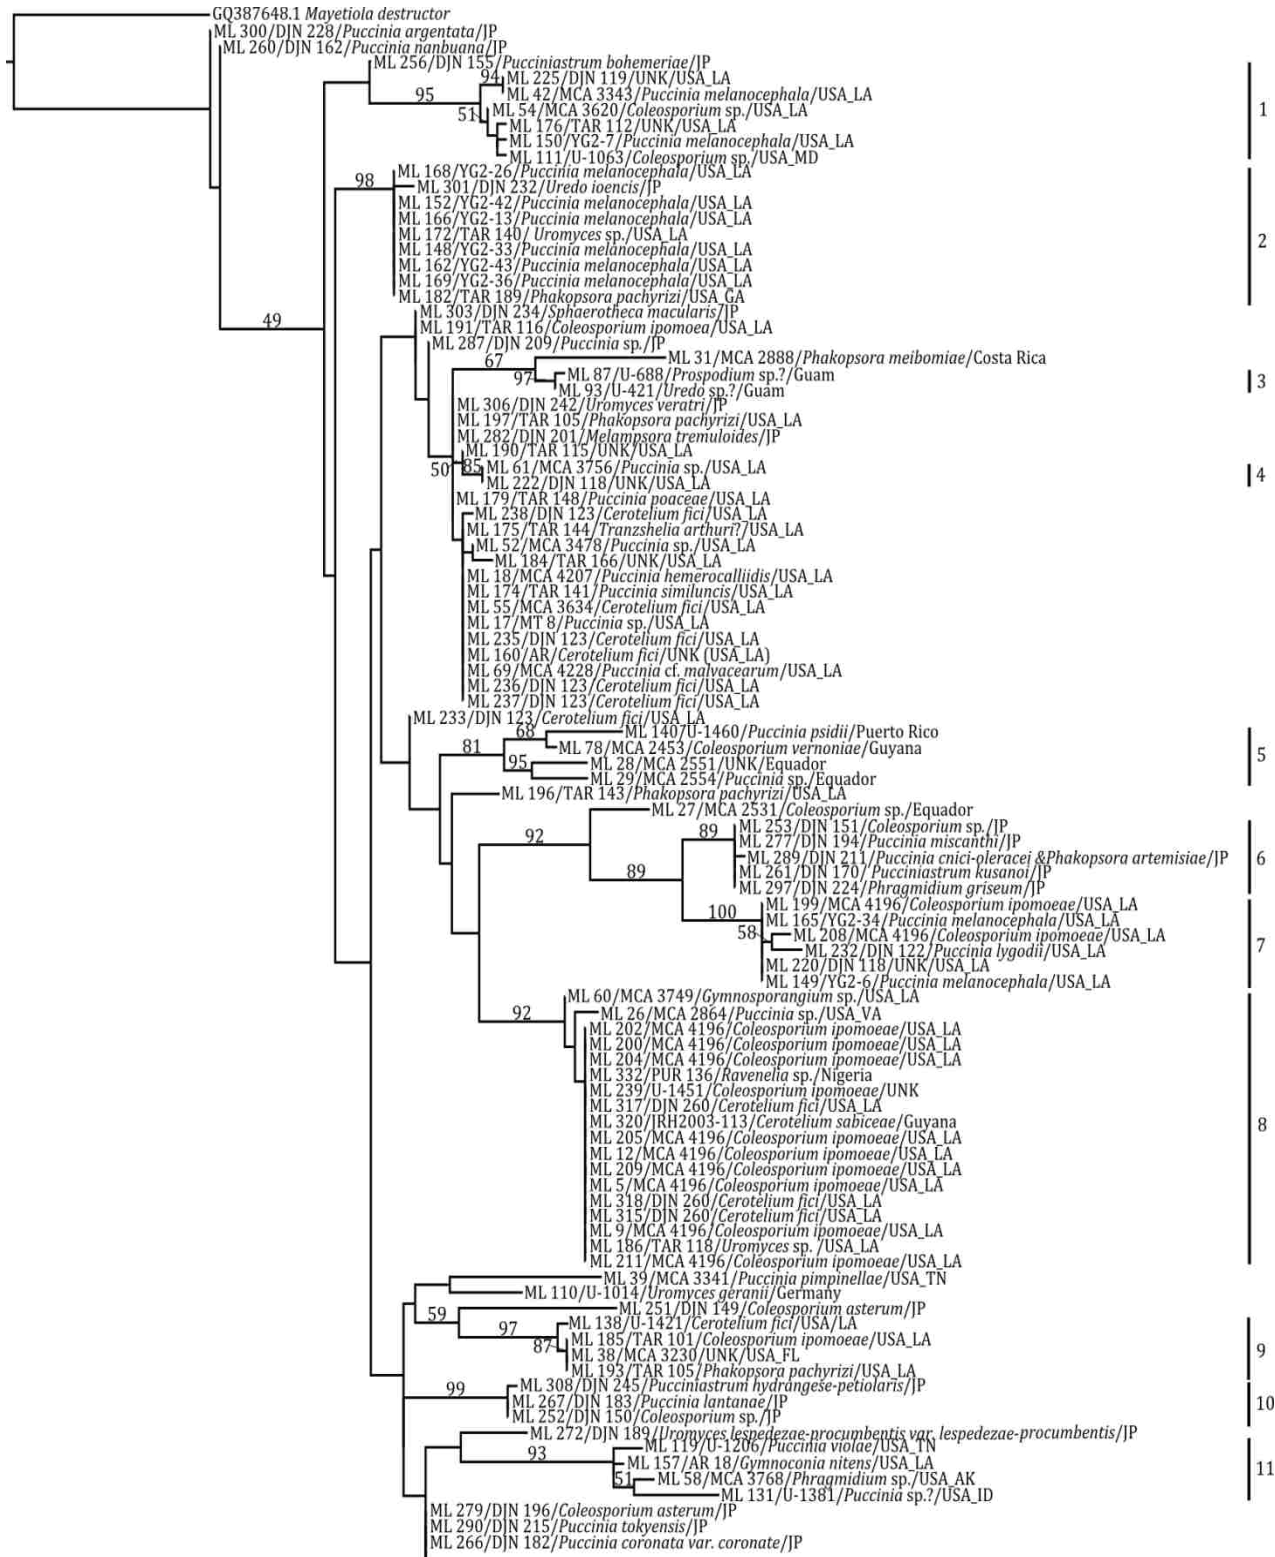 GQ387648.1 Mayetiola destructor
ML 300/DJN 228/Puccinia argentata/JP
ML 260/DJN 162/Puccinia nanbuana/JP
ML 256/DJN 155/Pucciniastrum bohemeriae/JP
94 ML 225/DJN 119/UNK/USA_LA
95 ML 42/MCA 3343/Puccinia melanocephala/USA_LA
1
51 ML 54/MCA 3620/Coleosporium sp./USA_LA
ML 176/TAR 112/UNK/USA_LA
ML 150/YG2-7/Puccinia melanocephala/USA_LA
ML 111/U-1063/Coleosporium sp./USA_MD
ML 168/YG2-26/Puccinia melanocephala/USA_LA
98 ML 301/DJN 232/Uredo ioencis/JP
ML 152/YG2-42/Puccinia melanocephala/USA_LA
ML 166/YG2-13/Puccinia melanocephala/USA_LA
ML 172/TAR 140/ Uromyces sp./USA_LA
2
ML 148/YG2-33/Puccinia melanocephala/USA_LA
ML 162/YG2-43/Puccinia melanocephala/USA_LA
ML 169/YG2-36/Puccinia melanocephala/USA_LA
ML 182/TAR 189/Phakopsora pachyrizi/USA_GA
ML 303/DJN 234/Sphaerotheca macularis/JP
49 ML 191/TAR 116/Coleosporium ipomoea/USA_LA
ML 287/DJN 209/Puccinia sp./JP
67 ML 31/MCA 2888/Phakopsora meibomiae/Costa Rica
97 ML 87/U-688/Prospodium sp.?/Guam
3
ML 93/U-421/Uredo sp.?/Guam
ML 306/DJN 242/Uromyces veratri/JP
ML 197/TAR 105/Phakopsora pachyrizi/USA_LA
ML 282/DJN 201/Melampsora tremuloides/JP
ML 190/TAR 115/UNK/USA_LA
50 85 ML 61/MCA 3756/Puccinia sp./USA_LA
4
ML 222/DJN 118/UNK/USA_LA
ML 179/TAR 148/Puccinia poaceae/USA_LA
ML 238/DJN 123/Cerotelium fici/USA_LA
ML 175/TAR 144/Tranzshelia arthuri?/USA_LA
ML 52/MCA 3478/Puccinia sp./USA_LA
ML 184/TAR 166/UNK/USA_LA
ML 18/MCA 4207/Puccinia hemerocalliidis/USA_LA
ML 174/TAR 141/Puccinia similuncis/USA_LA
ML 55/MCA 3634/Cerotelium fici/USA_LA
ML 17/MT 8/Puccinia sp./USA_LA
ML 235/DJN 123/Cerotelium fici/USA_LA
ML 160/AR/Cerotelium fici/UNK (USA_LA)
ML 69/MCA 4228/Puccinia cf. malvacearum/USA_LA
ML 236/DJN 123/Cerotelium fici/USA_LA
ML 237/DJN 123/Cerotelium fici/USA_LA
ML 233/DJN 123/Cerotelium fici/USA_LA
68 ML 140/U-1460/Puccinia psidii/Puerto Rico
81 ML 78/MCA 2453/Coleosporium vernoniae/Guyana
5
95 ML 28/MCA 2551/UNK/Equador
ML 29/MCA 2554/Puccinia sp./Equador
ML 196/TAR 143/Phakopsora pachyrizi/USA_LA
ML 27/MCA 2531/Coleosporium sp./Equador
89 ML 253/DJN 151/Coleosporium sp./JP
92 ML 277/DJN 194/Puccinia miscanthi/JP
ML 289/DJN 211/Puccinia cnici-oleracei &Phakopsora artemisiae/JP
6
89 ML 261/DJN 170/Pucciniastrum kusanoi/JP
ML 297/DJN 224/Phragmidium griseum/JP
ML 199/MCA 4196/Coleosporium ipomoeae/USA_LA
100 ML 165/YG2-34/Puccinia melanocephala/USA_LA
58 ML 208/MCA 4196/Coleosporium ipomoeae/USA_LA
7
ML 232/DJN 122/Puccinia lygodii/USA_LA
ML 220/DJN 118/UNK/USA_LA
ML 149/YG2-6/Puccinia melanocephala/USA_LA
ML 60/MCA 3749/Gymnosporangium sp./USA_LA
92 ML 26/MCA 2864/Puccinia sp./USA_VA
ML 202/MCA 4196/Coleosporium ipomoeae/USA_LA
ML 200/MCA 4196/Coleosporium ipomoeae/USA_LA
ML 204/MCA 4196/Coleosporium ipomoeae/USA_LA
ML 332/PUR 136/Ravenelia sp./Nigeria
ML 239/U-1451/Coleosporium ipomoeae/UNK
ML 317/DJN 260/Cerotelium fici/USA_LA
ML 320/JRH2003-113/Cerotelium sabiceae/Guyana
8
ML 205/MCA 4196/Coleosporium ipomoeae/USA_LA
ML 12/MCA 4196/Coleosporium ipomoeae/USA_LA
ML 209/MCA 4196/Coleosporium ipomoeae/USA_LA
ML 5/MCA 4196/Coleosporium ipomoeae/USA_LA
ML 318/DJN 260/Cerotelium fici/USA_LA
ML 315/DJN 260/Cerotelium fici/USA_LA
ML 9/MCA 4196/Coleosporium ipomoeae/USA_LA
ML 186/TAR 118/Uromyces sp. /USA_LA
ML 211/MCA 4196/Coleosporium ipomoeae/USA_LA
ML 39/MCA 3341/Puccinia pimpinellae/USA_TN
ML 110/U-1014/Uromyces geranii/Germany
59 ML 251/DJN 149/Coleosporium asterum/JP
97 ML 138/U-1421/Cerotelium fici/USA/LA
87 ML 185/TAR 101/Coleosporium ipomoeae/USA_LA
9
ML 38/MCA 3230/UNK/USA_FL
ML 193/TAR 105/Phakopsora pachyrizi/USA_LA
99 ML 308/DJN 245/Pucciniastrum hydrangese-petiolaris/JP
ML 267/DJN 183/Puccinia lantanae/JP
10
ML 252/DJN 150/Coleosporium sp./JP
ML 272/DJN 189/Uromyces lespedezae-procumbentis var. lespedezae-procumbentis/JP
93 ML 119/U-1206/Puccinia violae/USA_TN
ML 157/AR 18/Gymnoconia nitens/USA_LA
11
51 ML 58/MCA 3768/Phragmidium sp./USA_AK
ML 131/U-1381/Puccinia sp.?/USA_ID
ML 279/DJN 196/Coleosporium asterum/JP
ML 290/DJN 215/Puccinia tokyensis/JP
ML 266/DJN 182/Puccinia coronata var. coronate/JP